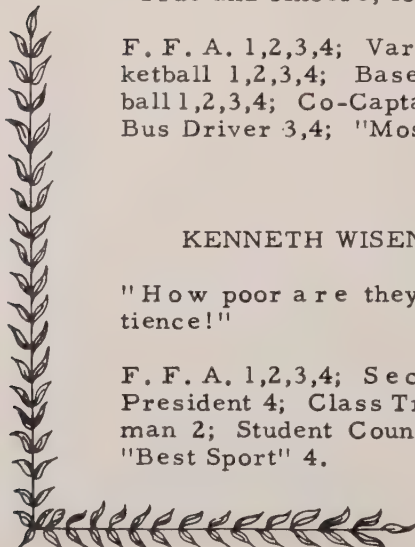 F. F. A. 1,2,3,4; Var
ketball 1,2,3,4; Base
ball 1,2,3,4; Co-Capta
Bus Driver 3,4; "Mos
KENNETH WISEN
"How poor are they
tience!"
F. F. A. 1,2,3,4; Sec
President 4; Class Tr
man 2; Student Coun
"Best Sport" 4.